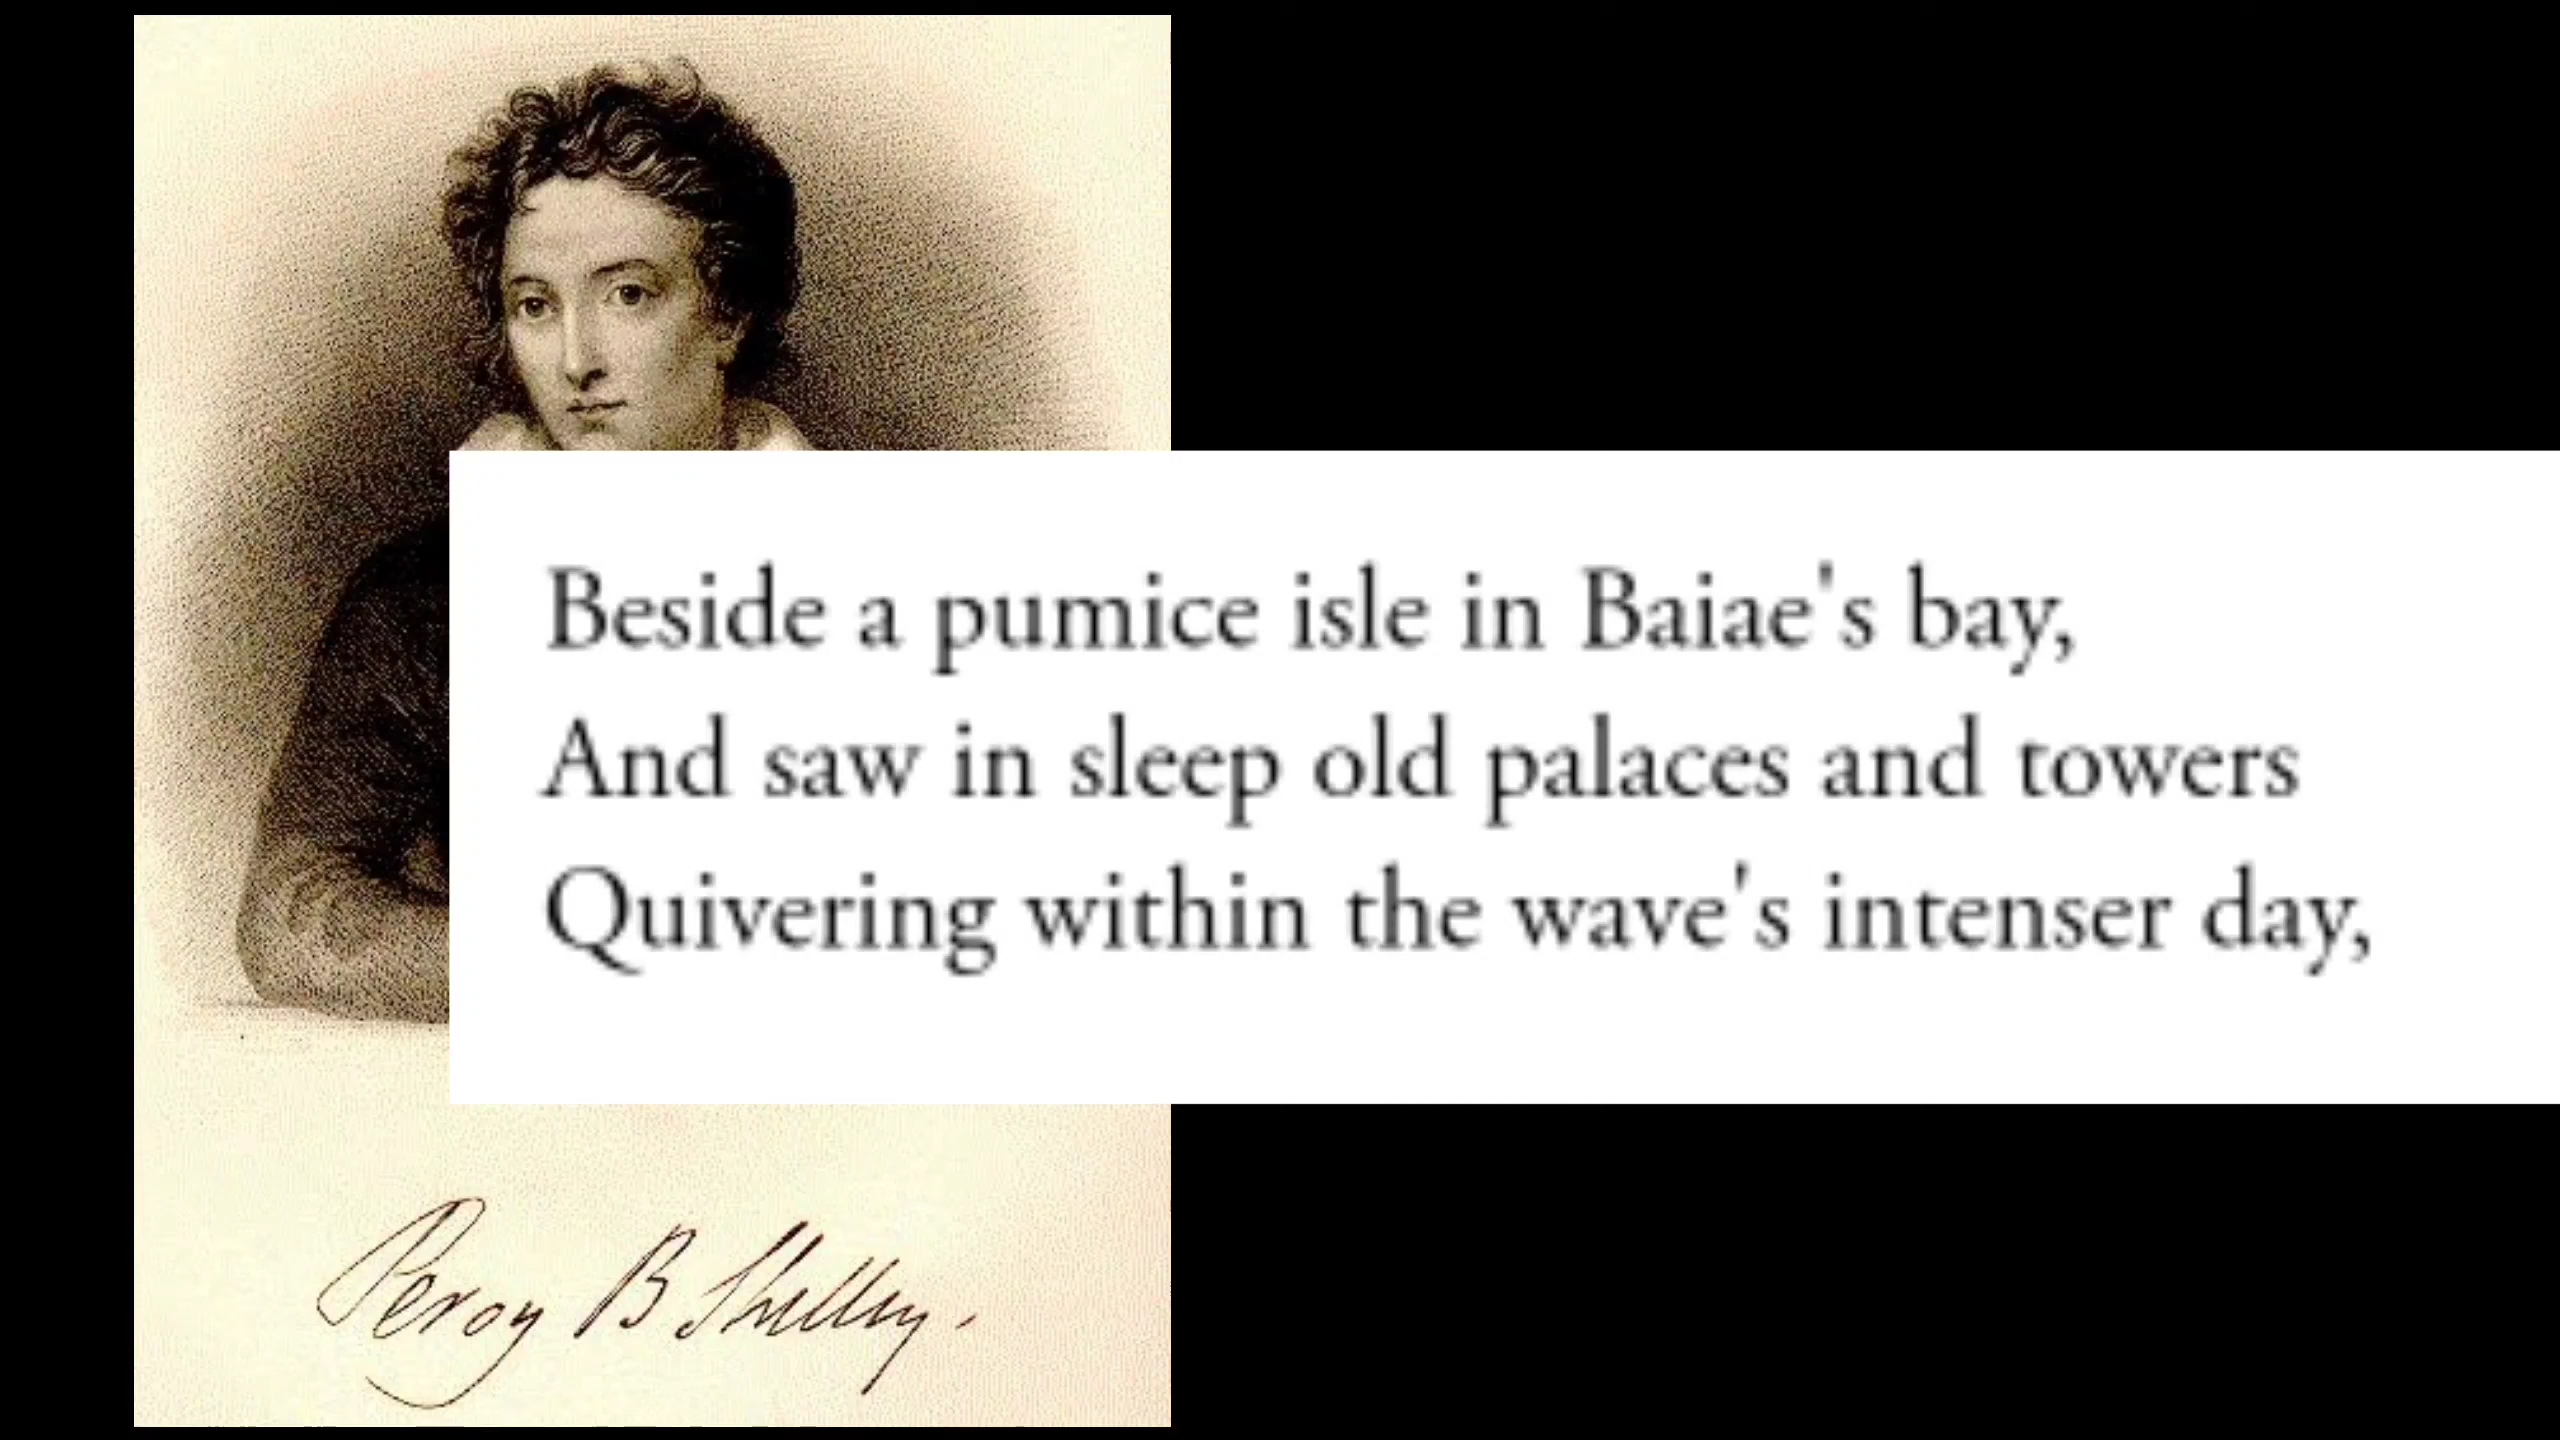 Beside a pumice isle in Baiae's bay,
And saw in sleep old palaces and towers
Quivering within the wave's intenser day,
Percy B Shelley.